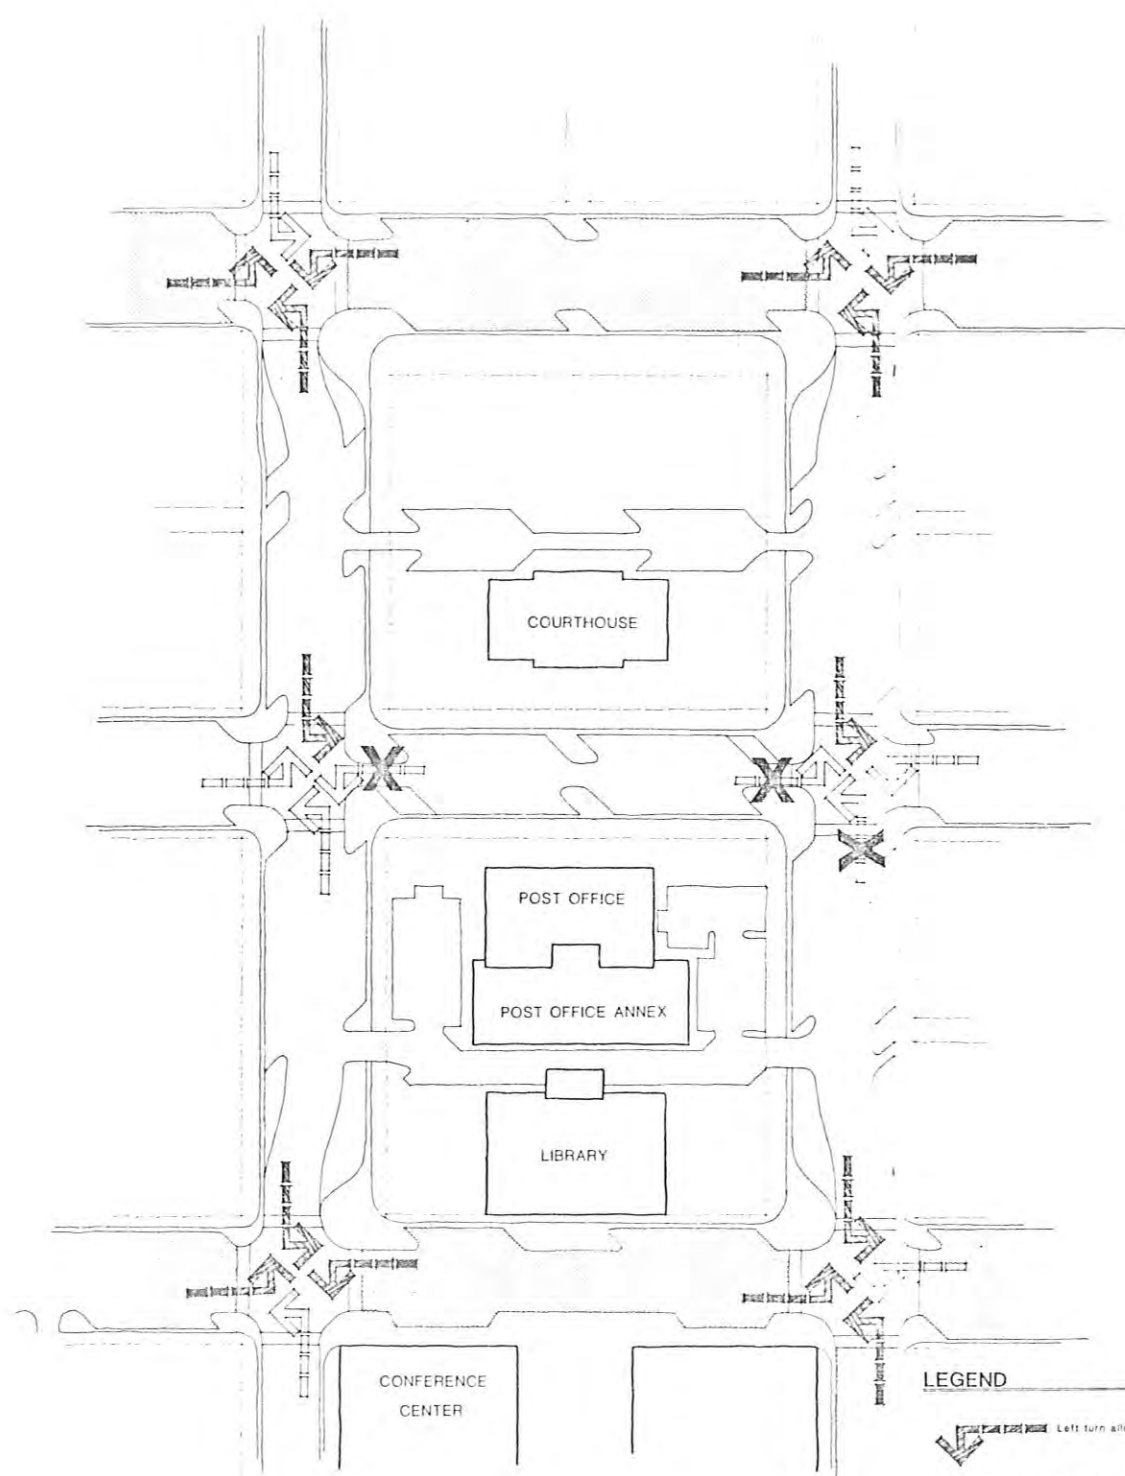 COURTHOUSE
POST OFFICE
POST OFFICE ANNEX
LIBRARY
CONFERENCE
CENTER
LEGEND
Left turn